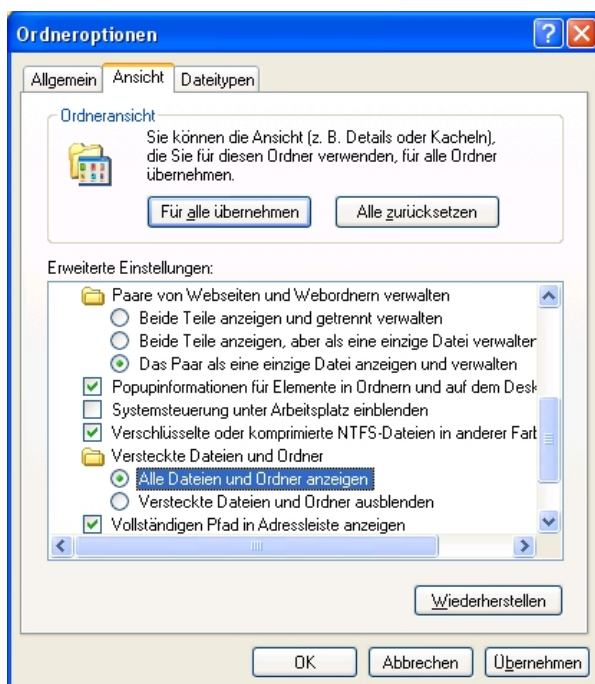 Ordneroptionen
Allgemein Ansicht Dateitypen
Ordneransicht
Sie können die Ansicht (z. B. Details oder Kacheln),
die Sie für diesen Ordner verwenden, für alle Ordner
übernehmen.
Für alle übernehmen Alle zurücksetzen
Erweiterte Einstellungen:
Paare von Webseiten und Webordnern verwalten
Beide Teile anzeigen und getrennt verwalten
Beide Teile anzeigen, aber als eine einzige Datei verwalter
Das Paar als eine einzige Datei anzeigen und verwalten
Popupinformationen für Elemente in Ordnern und auf dem Desk
Systemsteuerung unter Arbeitsplatz einblenden
Verschlüsselte oder komprimierte NTFS-Dateien in anderer Farb
Versteckte Dateien und Ordner
Alle Dateien und Ordner anzeigen
Versteckte Dateien und Ordner ausblenden
Vollständigen Pfad in Adressleiste anzeigen
Wiederherstellen
OK Abbrechen Übernehmen